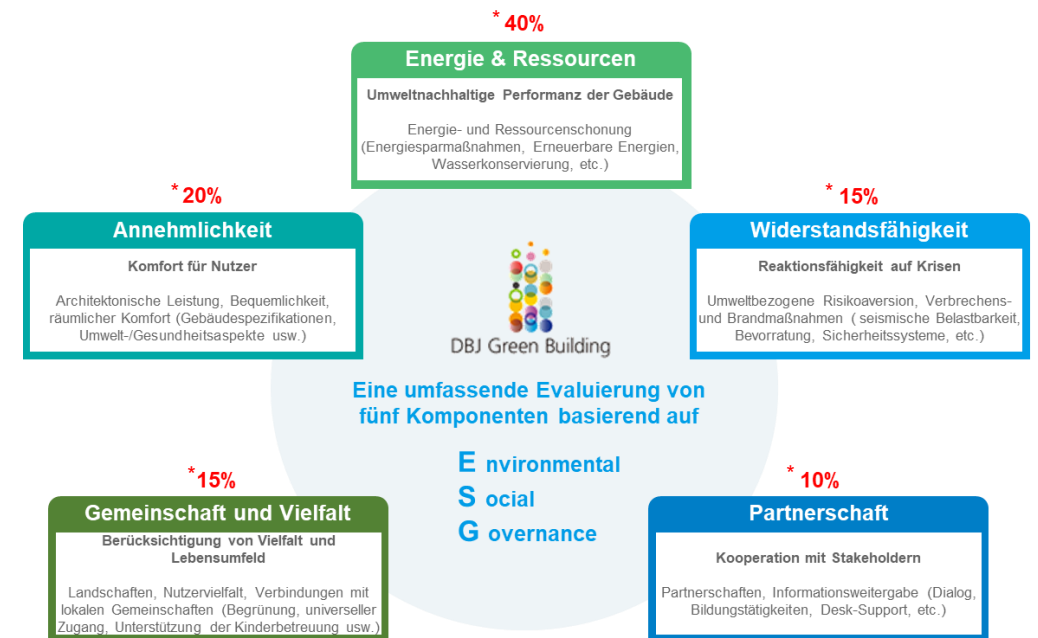 * 40%
Energie & Ressourcen
Umweltnachhaltige Performanz der Gebäude
Energie- und Ressourcenschonung
(Energiesparmaßnahmen, Erneuerbare Energien,
Wasserkonservierung, etc.)
* 20%
Annehmlichkeit
Komfort für Nutzer
Architektonische Leistung, Bequemlichkeit,
räumlicher Komfort (Gebäudespezifikationen,
Umwelt-/Gesundheitsaspekte usw.)
* 15%
Widerstandsfähigkeit
Reaktionsfähigkeit auf Krisen
Umweltbezogene Risikoaversion, Verbrechens-
und Brandmaßnahmen ( seismische Belastbarkeit,
Bevorratung, Sicherheitssysteme, etc.)
DBJ Green Building
Eine umfassende Evaluierung von
fünf Komponenten basierend auf
E nvironmental
S ocial
G overnance
*15%
Gemeinschaft und Vielfalt
Berücksichtigung von Vielfalt und
Lebensumfeld
Landschaften, Nutzervielfalt, Verbindungen mit
lokalen Gemeinschaften (Begrünung, universeller
Zugang, Unterstützung der Kinderbetreuung usw.)
* 10%
Partnerschaft
Kooperation mit Stakeholdern
Partnerschaften, Informationsweitergabe (Dialog,
Bildungstätigkeiten, Desk-Support, etc.)